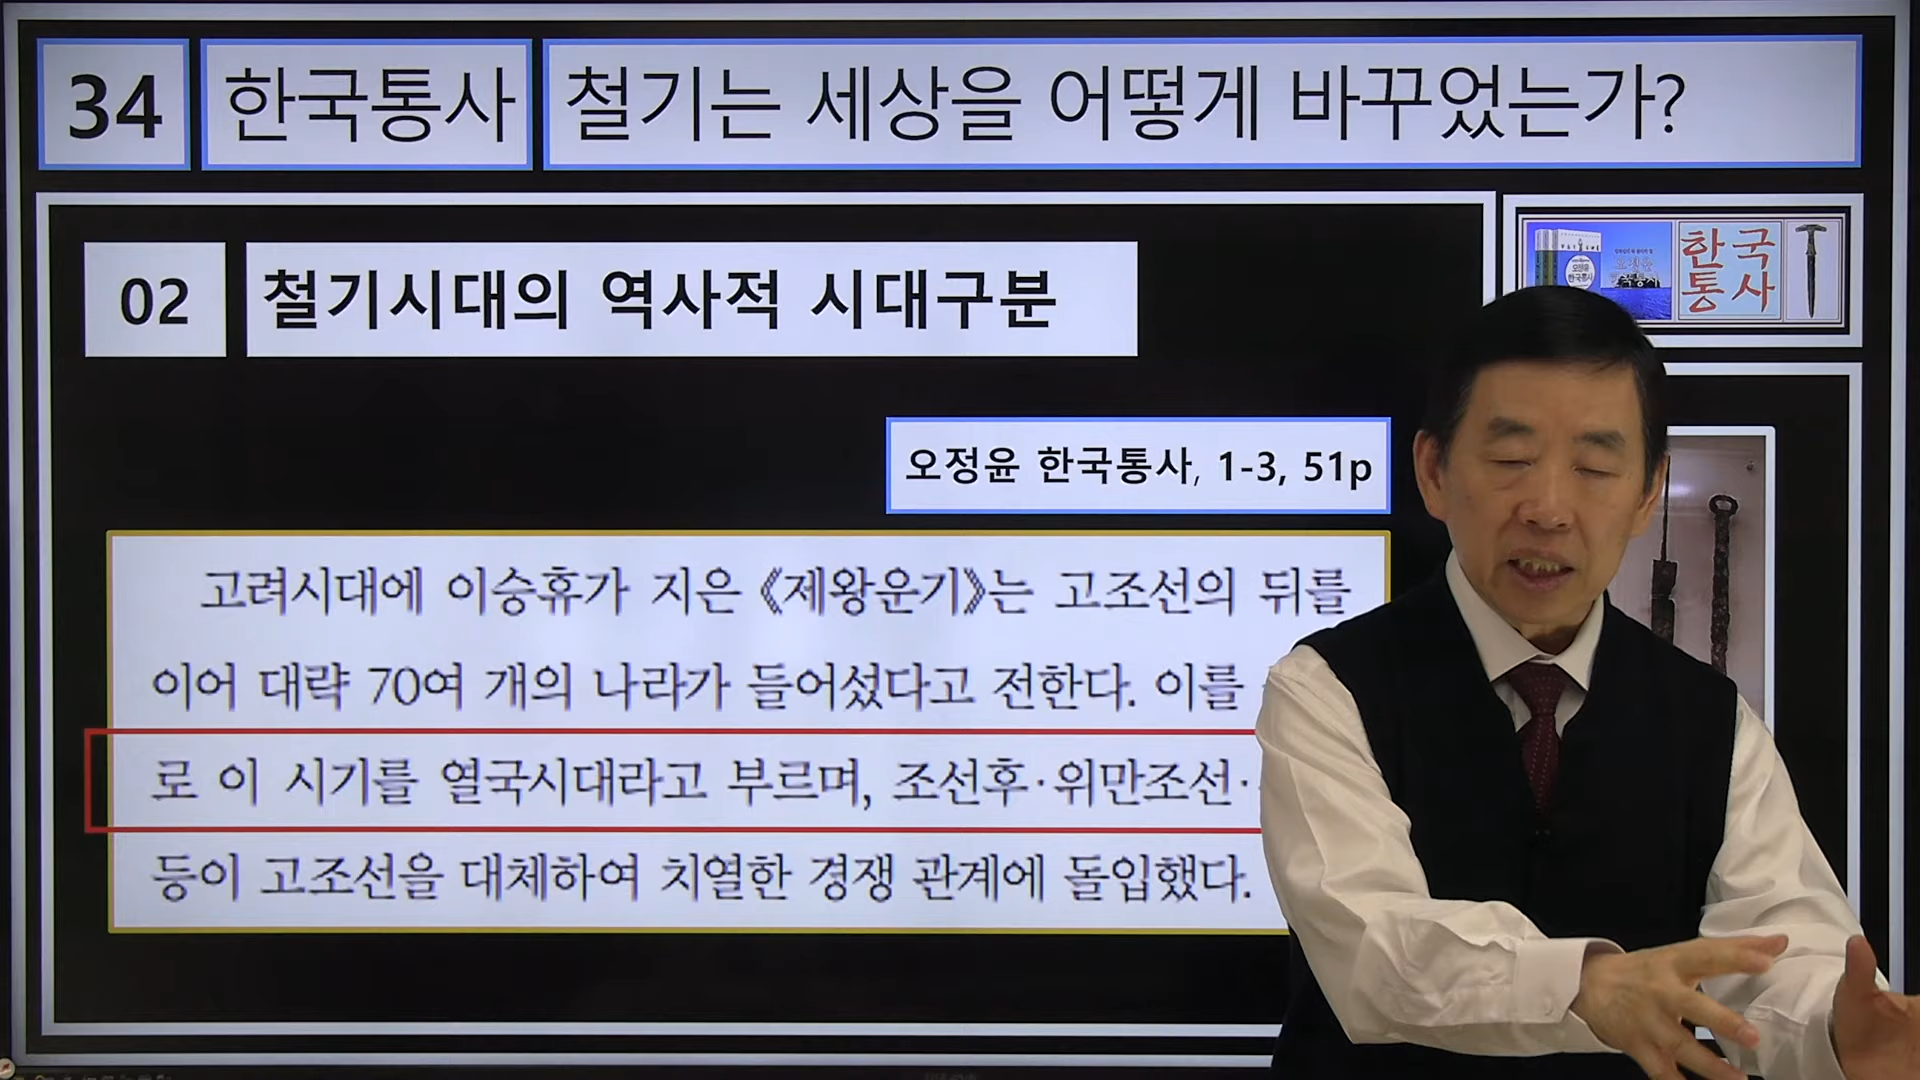 34 한국통사 철기는 세상을 어떻게 바꾸었는가?
한국
통사
02 철기시대의 역사적 시대구분
오정윤 한국통사, 1-3, 51p
고려시대에 이승휴가 지은 《제왕운기》는 고조선의 뒤를
이어 대략 70여 개의 나라가 들어섰다고 전한다. 이를
로 이 시기를 열국시대라고 부르며, 조선후·위만조선·
등이 고조선을 대체하여 치열한 경쟁 관계에 돌입했다.